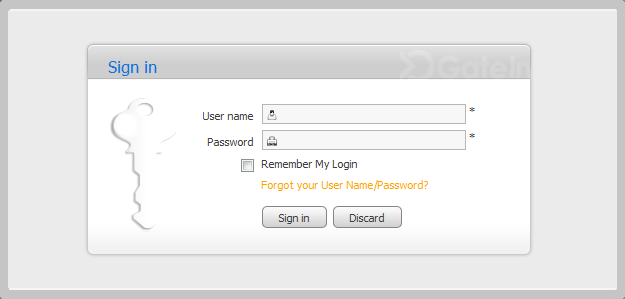 Sign in
GateIn
User name *
Password *
Remember My Login
Forgot your User Name/Password?
Sign in Discard